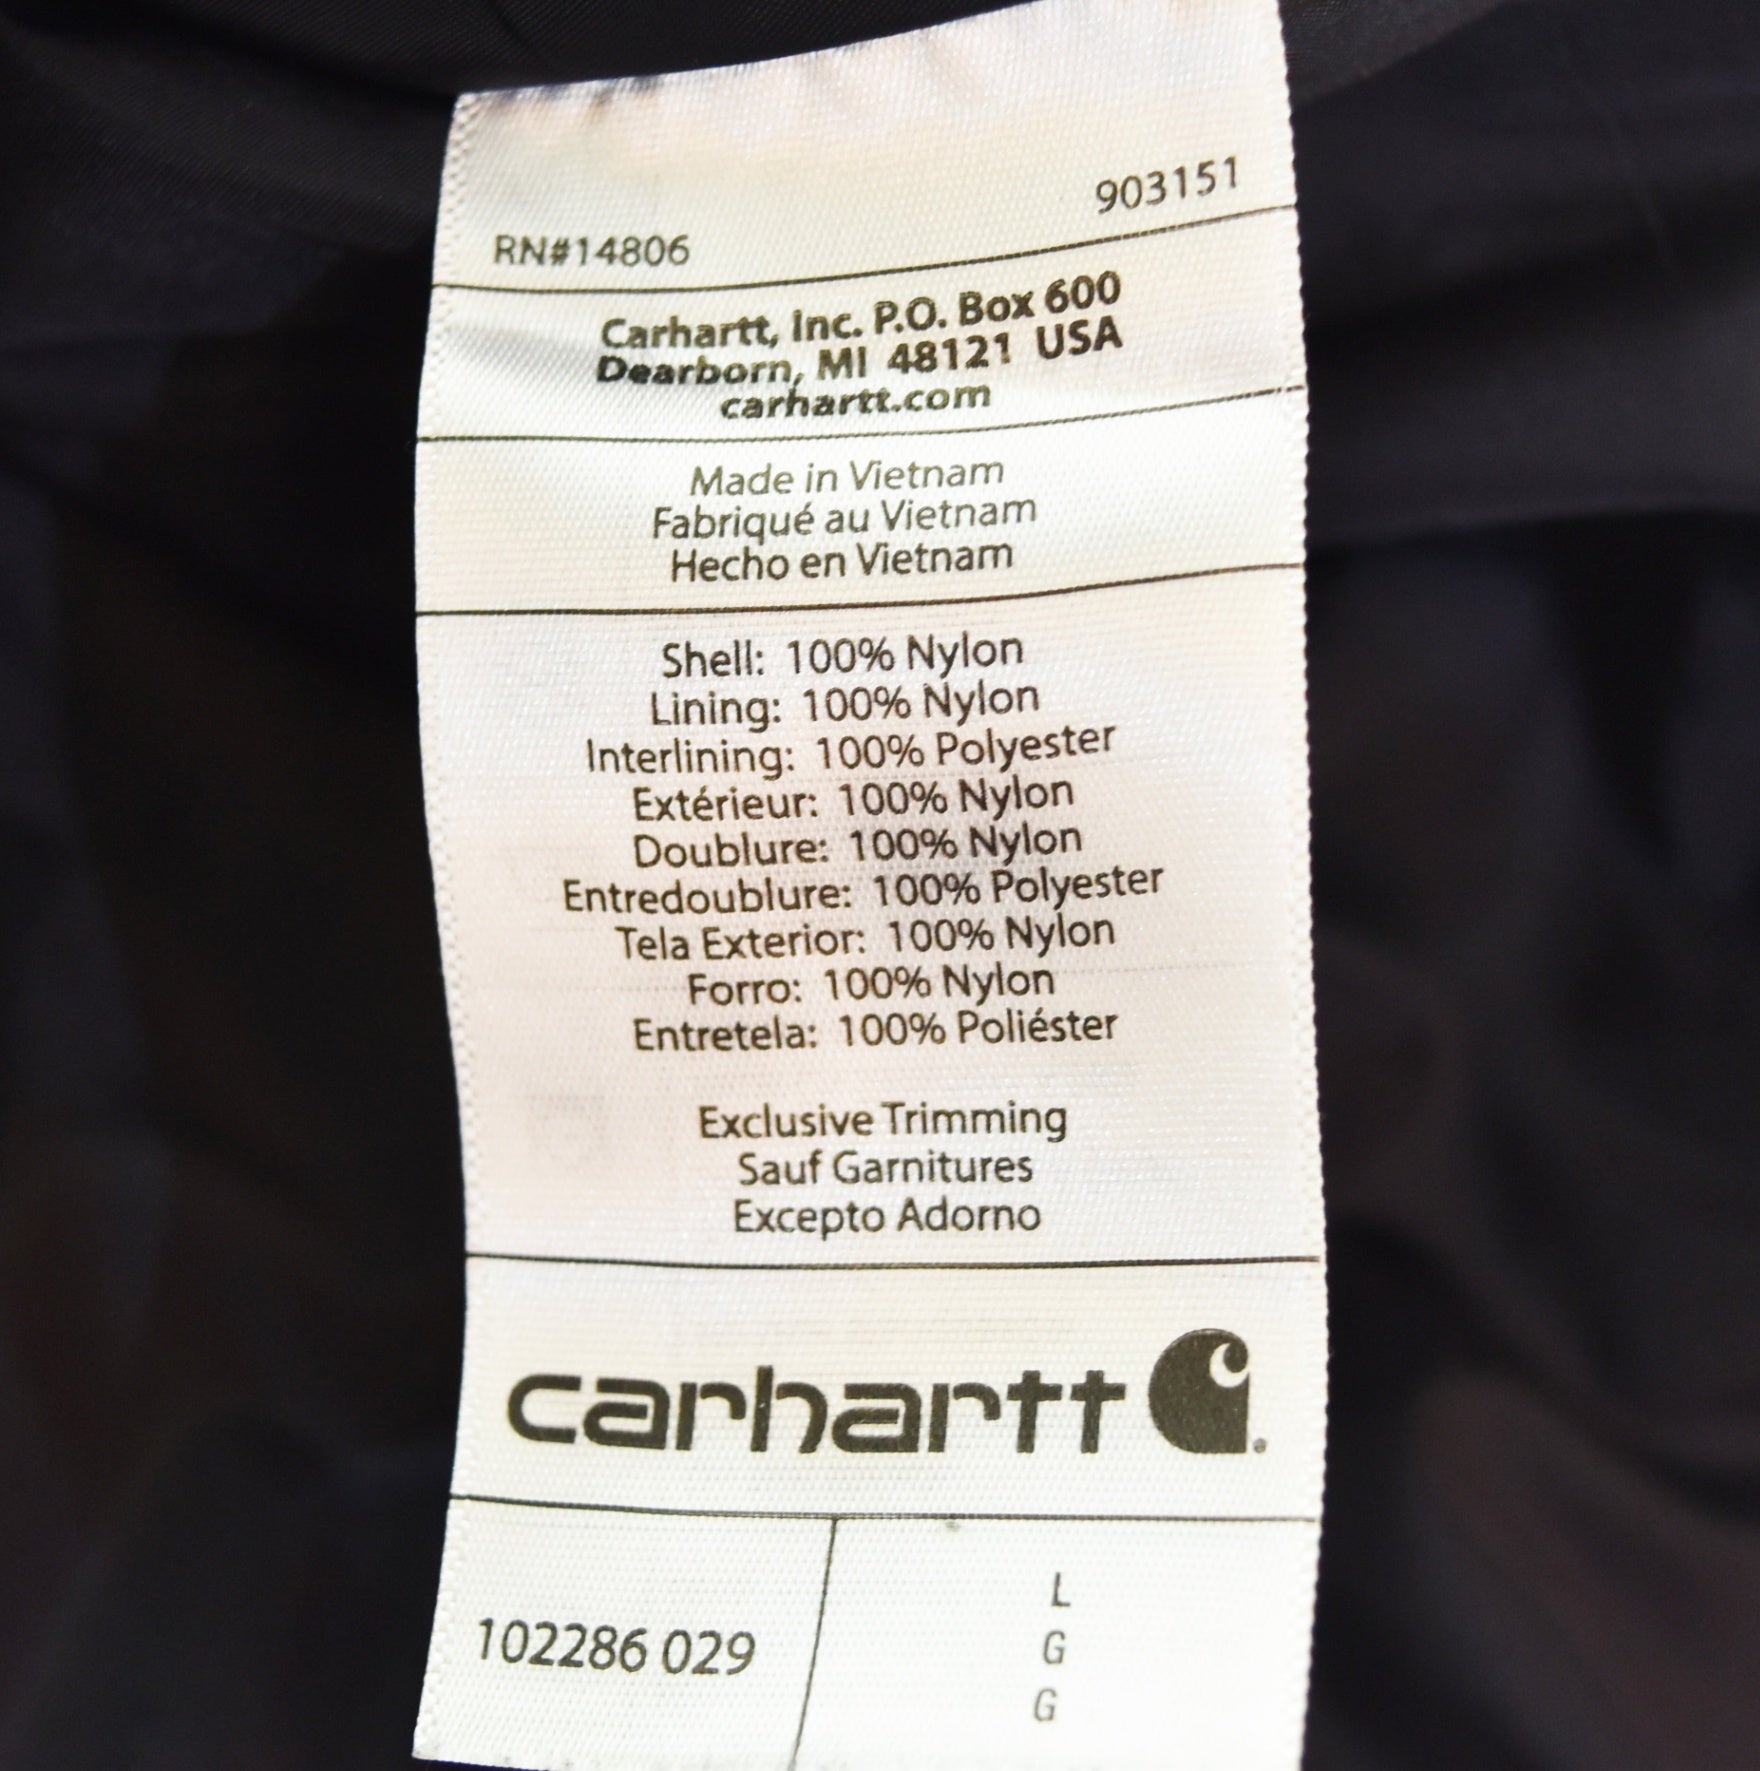 903151
RN#14806
Carhartt, Inc. P.O. Box 600
Dearborn, MI 48121 USA
carhartt.com
Made in Vietnam
Fabriqué au Vietnam
Hecho en Vietnam
Shell: 100% Nylon
Lining: 100% Nylon
Interlining: 100% Polyester
Extérieur: 100% Nylon
Doublure: 100% Nylon
Entredoublure: 100% Polyester
Tela Exterior: 100% Nylon
Forro: 100% Nylon
Entretela: 100% Poliéster
Exclusive Trimming
Sauf Garnitures
Excepto Adorno
carhartt
102286 029
L
G
G